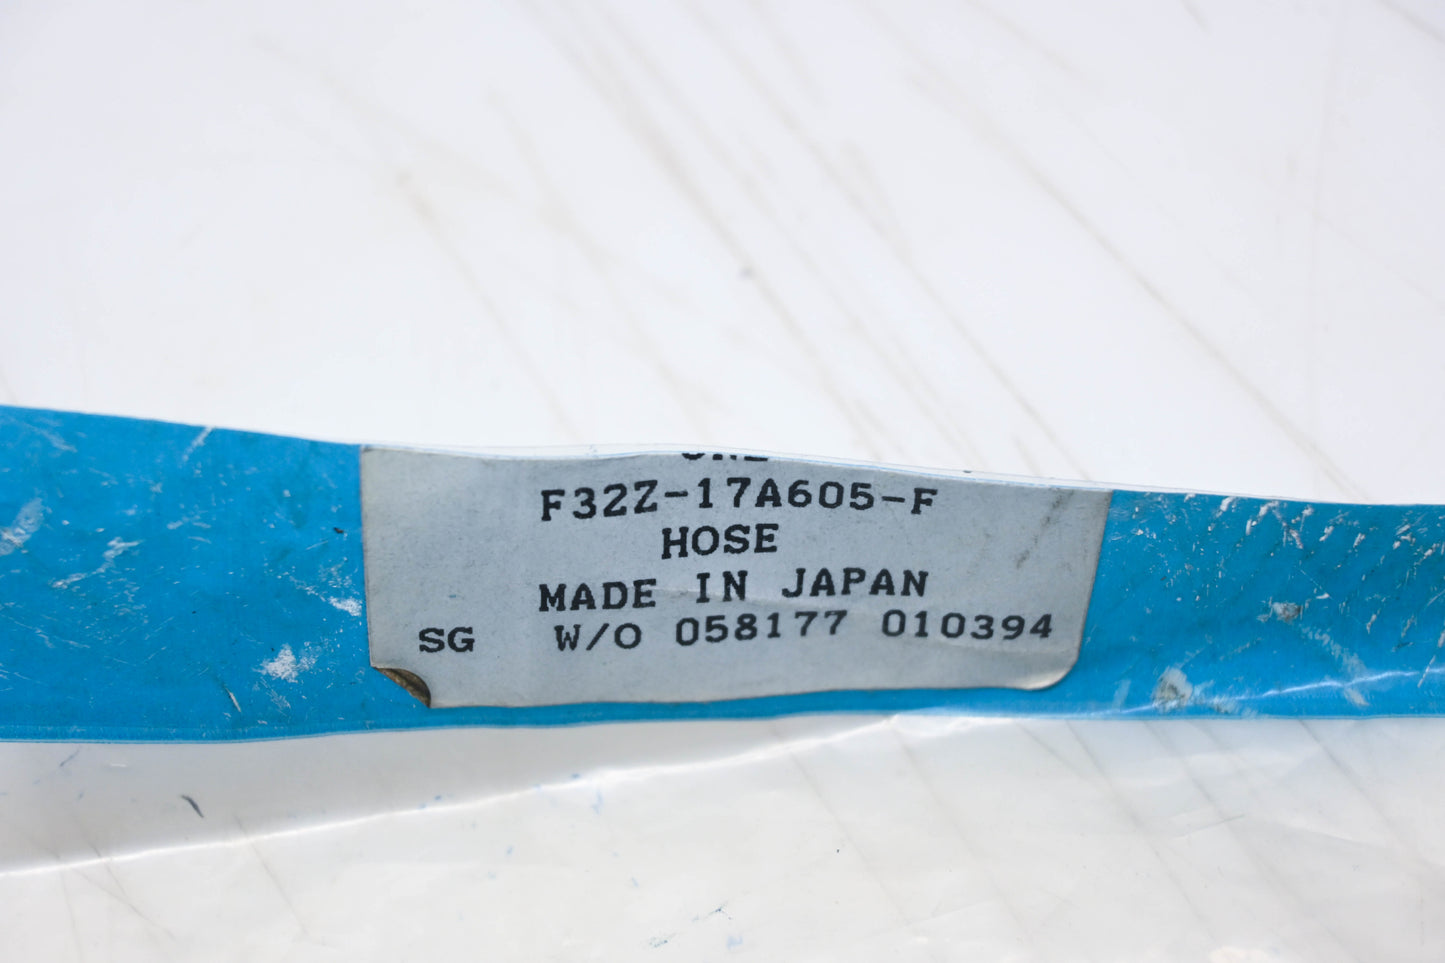 F32Z-17A605-F
HOSE
MADE IN JAPAN
SG W/O 058177 010394